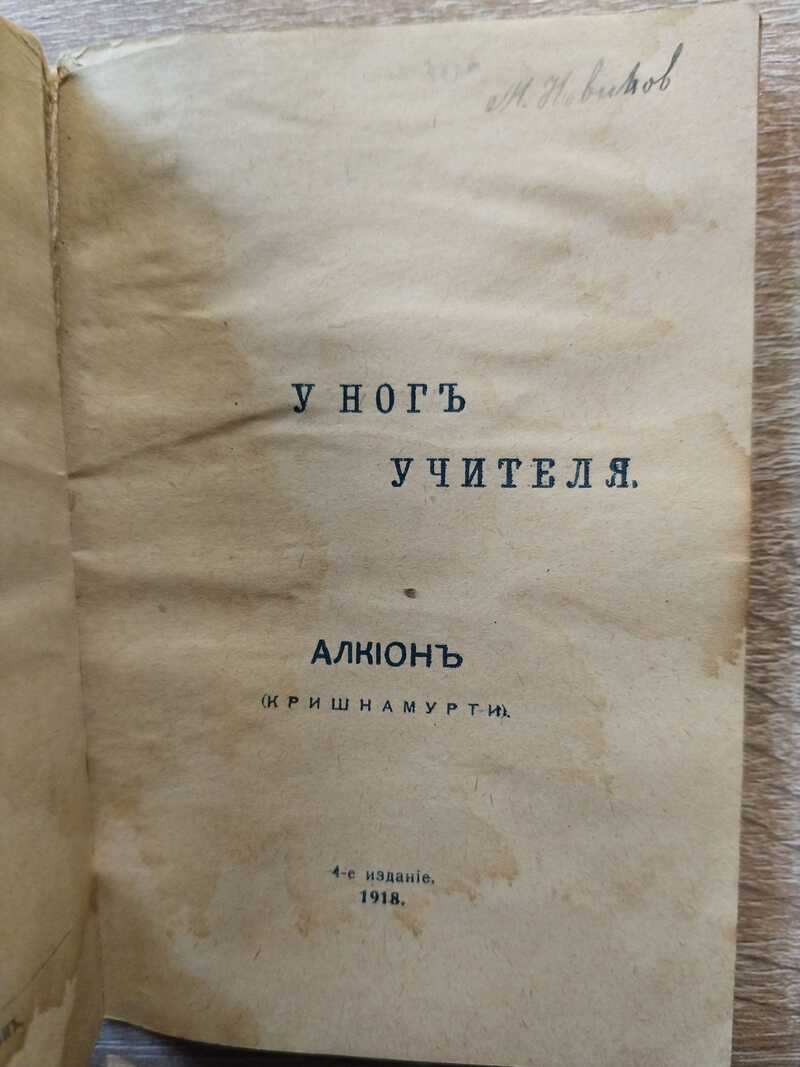 М. Новиков
У НОГЪ
УЧИТЕЛЯ.
АЛКІОНЪ
(КРИШНАМУРТИ).
4-е изданіе.
1918.